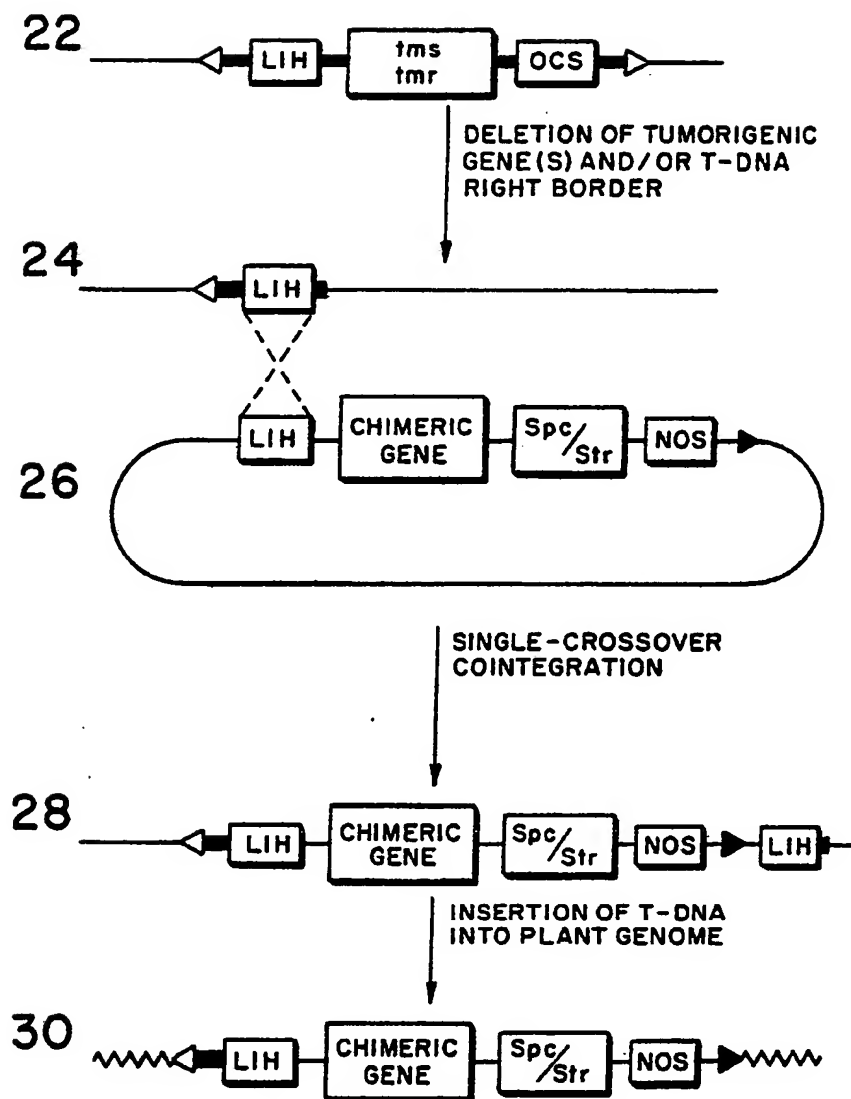 22
LIH
tms
tmr
OCS
DELETION OF TUMORIGENIC
GENE(S) AND/OR T-DNA
RIGHT BORDER
24
LIH
LIH
CHIMERIC
GENE
Spc/Str
NOS
26
SINGLE-CROSSOVER
COINTEGRATION
28
LIH
CHIMERIC
GENE
Spc/Str
NOS
LIH
INSERTION OF T-DNA
INTO PLANT GENOME
30
LIH
CHIMERIC
GENE
Spc/Str
NOS